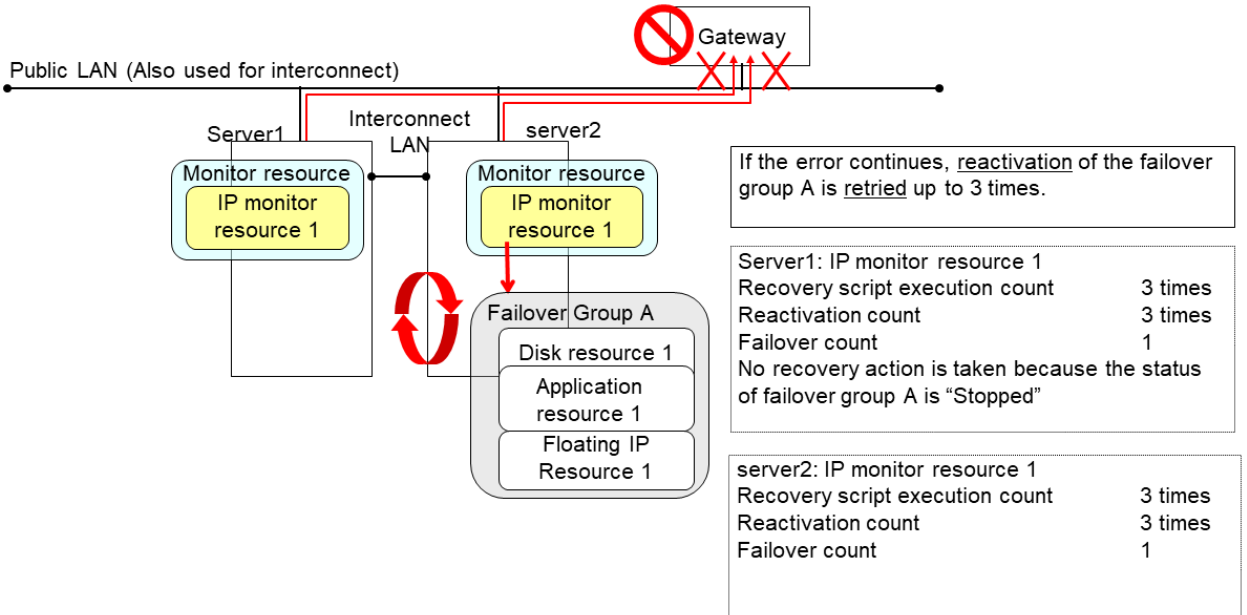 Gateway
Public LAN (Also used for interconnect)
Interconnect
LAN
Server1
server2
Monitor resource
IP monitor
resource 1
Monitor resource
IP monitor
resource 1
Failover Group A
Disk resource 1
Application
resource 1
Floating IP
Resource 1
If the error continues, reactivation of the failover
group A is retried up to 3 times.
Server1: IP monitor resource 1
Recovery script execution count 3 times
Reactivation count 3 times
Failover count 1
No recovery action is taken because the status
of failover group A is “Stopped”
server2: IP monitor resource 1
Recovery script execution count 3 times
Reactivation count 3 times
Failover count 1